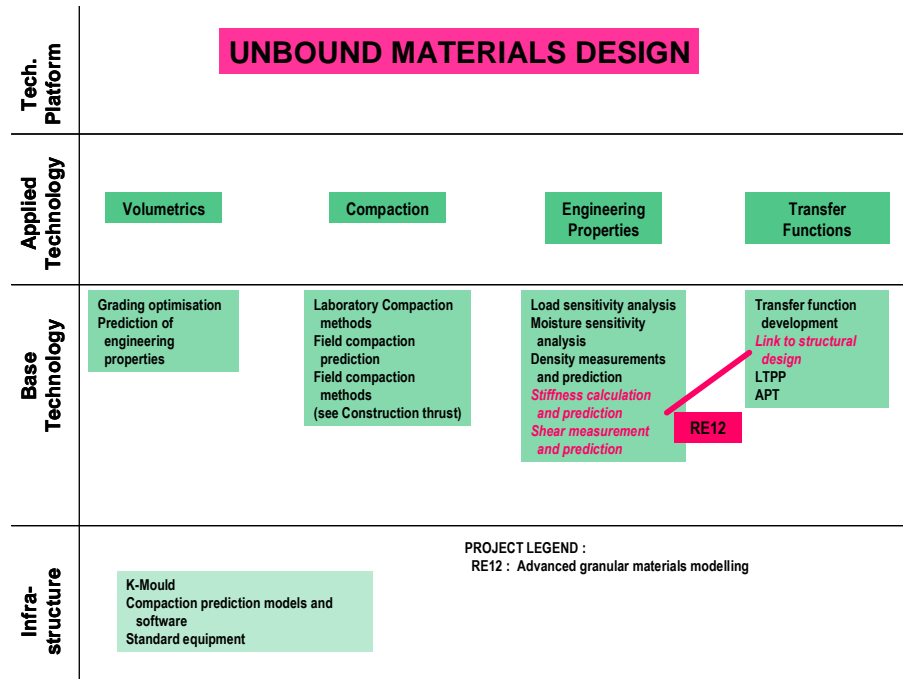 Tech.
Platform
UNBOUND MATERIALS DESIGN
Applied
Technology
Volumetrics
Compaction
Engineering
Properties
Transfer
Functions
Base
Technology
Grading optimisation
Prediction of
engineering
properties
Laboratory Compaction
methods
Field compaction
prediction
Field compaction
methods
(see Construction thrust)
Load sensitivity analysis
Moisture sensitivity
analysis
Density measurements
and prediction
Stiffness calculation
and prediction
Shear measurement
and prediction
RE12
Transfer function
development
Link to structural
design
LTPP
APT
Infra-
structure
K-Mould
Compaction prediction models and
software
Standard equipment
PROJECT LEGEND :
RE12 : Advanced granular materials modelling